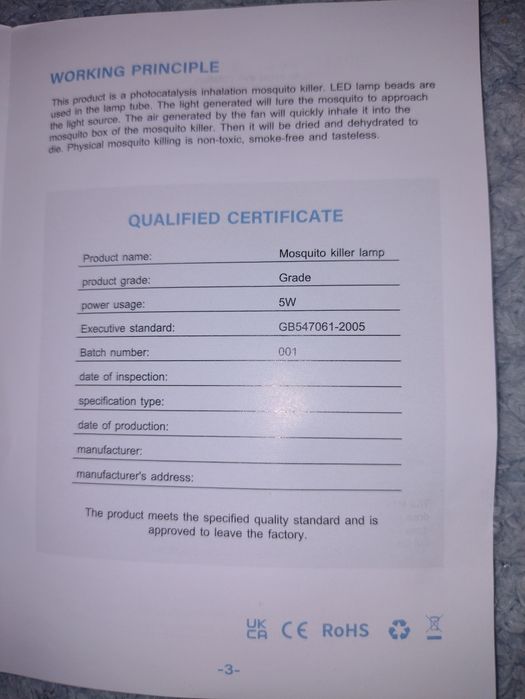 WORKING PRINCIPLE
This product is a photocatalysis inhalation mosquito killer. LED lamp beads are
used in the lamp tube. The light generated will lure the mosquito to approach
the light source. The air generated by the fan will quickly inhale it into the
mosquito box of the mosquito killer. Then it will be dried and dehydrated to
die. Physical mosquito killing is non-toxic, smoke-free and tasteless.
QUALIFIED CERTIFICATE
Product name: Mosquito killer lamp
product grade: Grade
power usage: 5W
Executive standard: GB547061-2005
Batch number: 001
date of inspection:
specification type:
date of production:
manufacturer:
manufacturer's address:
The product meets the specified quality standard and is
approved to leave the factory.
UK
CA CE RoHS
-3-